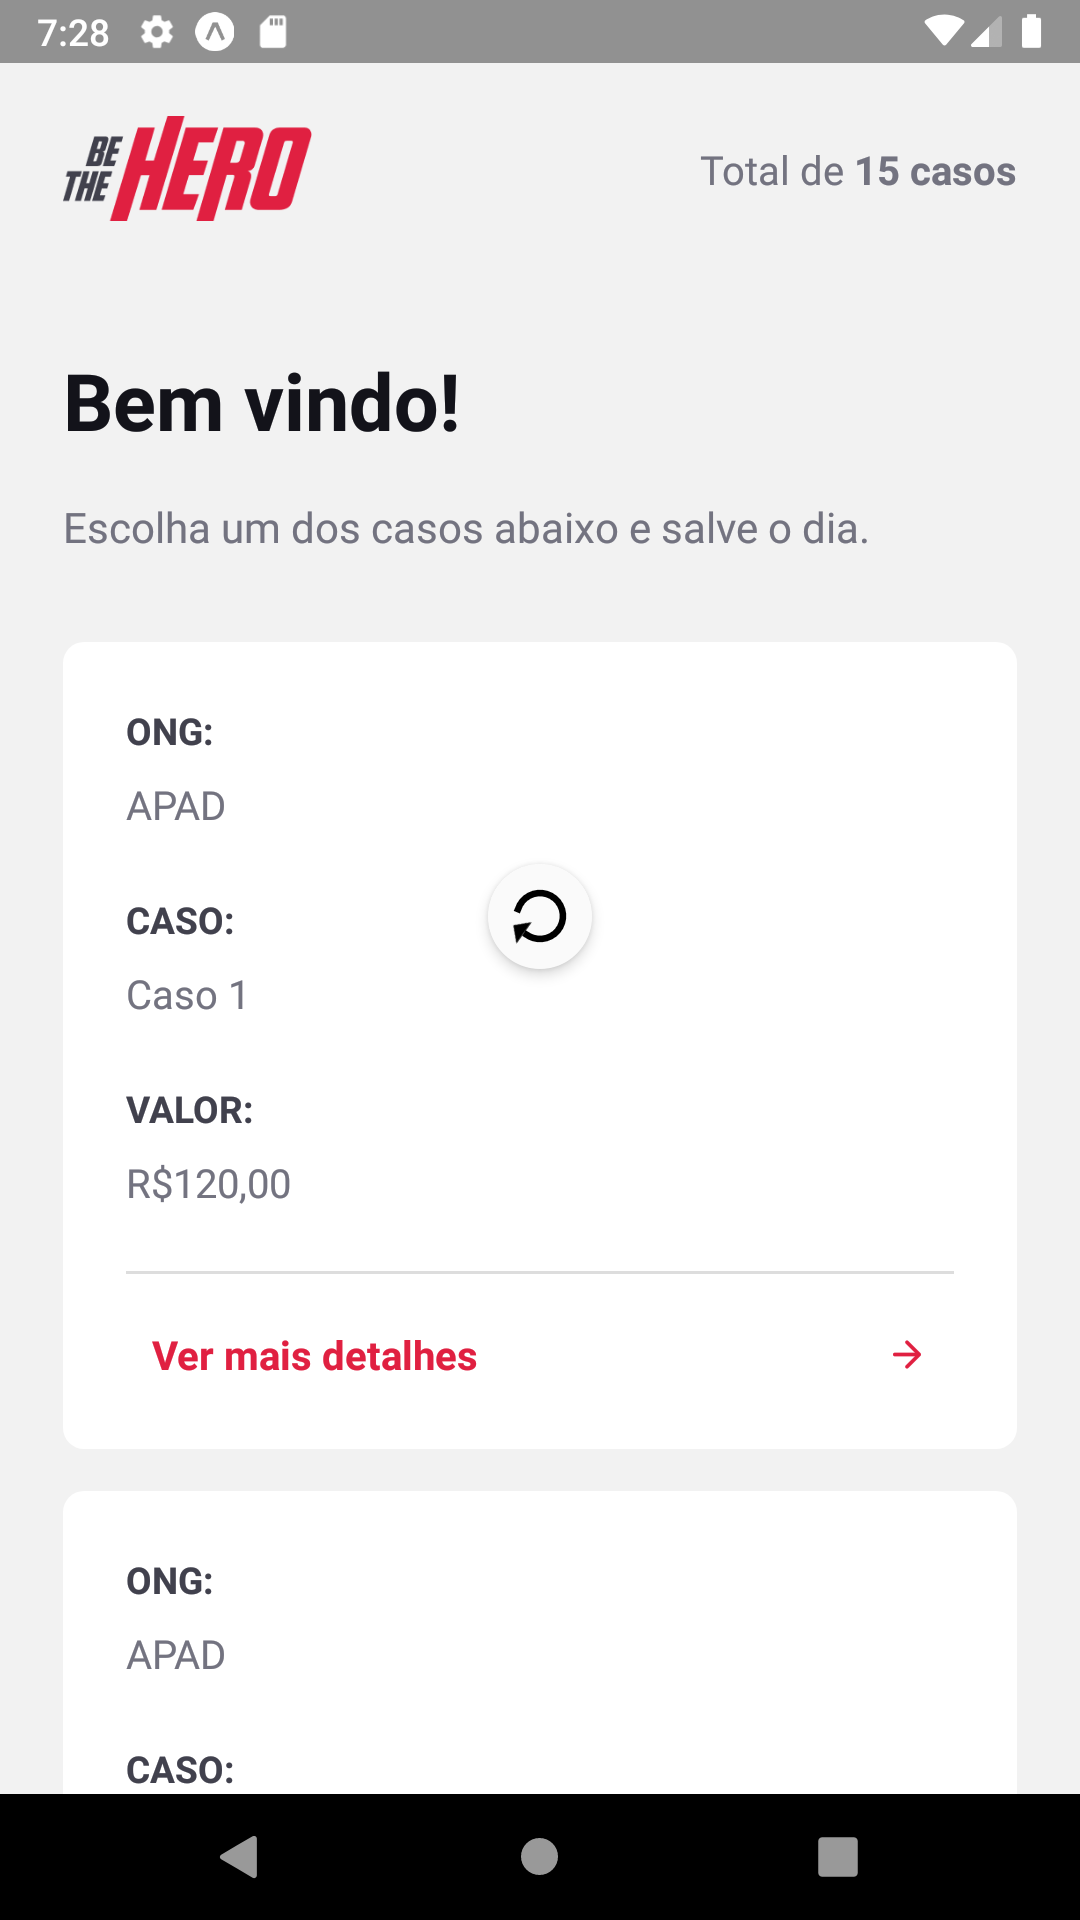 7:28
BE THE HERO
Total de 15 casos
Bem vindo!
Escolha um dos casos abaixo e salve o dia.
ONG:
APAD
CASO:
Caso 1
VALOR:
R$120,00
Ver mais detalhes
ONG:
APAD
CASO: